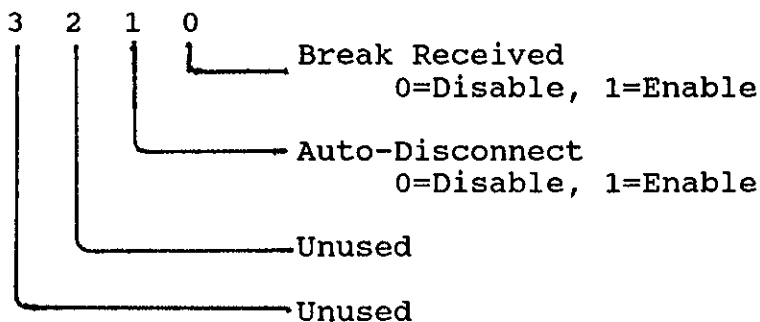 3 2 1 0
Break Received
0=Disable, 1=Enable
Auto-Disconnect
0=Disable, 1=Enable
Unused
Unused